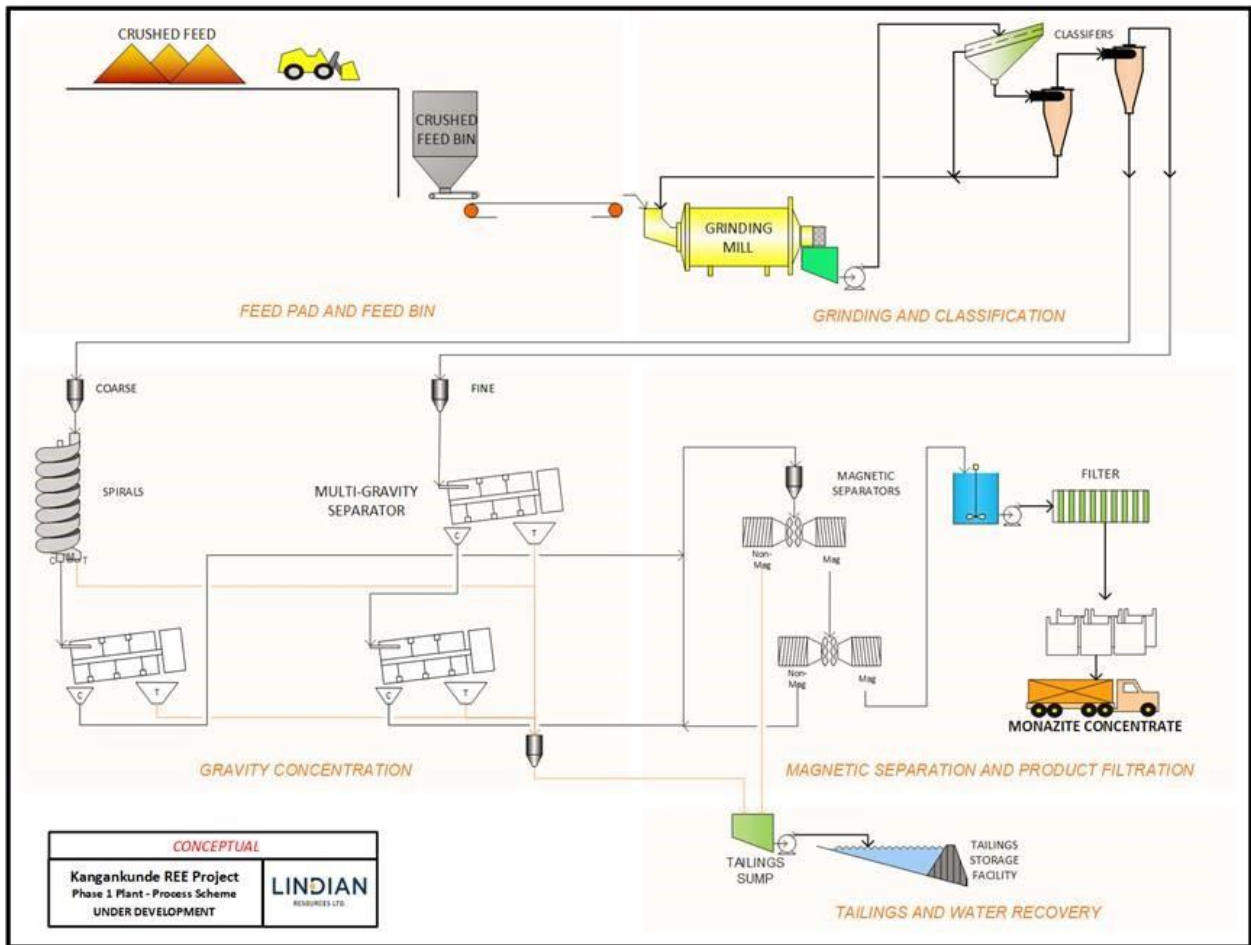 CRUSHED FEED
CRUSHED
FEED BIN
FEED PAD AND FEED BIN
CLASSIFERS
GRINDING
MILL
GRINDING AND CLASSIFICATION
COARSE
SPIRALS
C M T
FINE
MULTI-GRAVITY
SEPARATOR
C T
C T
C T
GRAVITY CONCENTRATION
MAGNETIC
SEPARATORS
Non-
Mag
Mag
Non-
Mag
Mag
FILTER
MONAZITE CONCENTRATE
MAGNETIC SEPARATION AND PRODUCT FILTRATION
TAILINGS
SUMP
TAILINGS
STORAGE
FACILITY
TAILINGS AND WATER RECOVERY
CONCEPTUAL
Kangankunde REE Project
Phase 1 Plant - Process Scheme
UNDER DEVELOPMENT
LINDIAN
RESOURCES LTD.